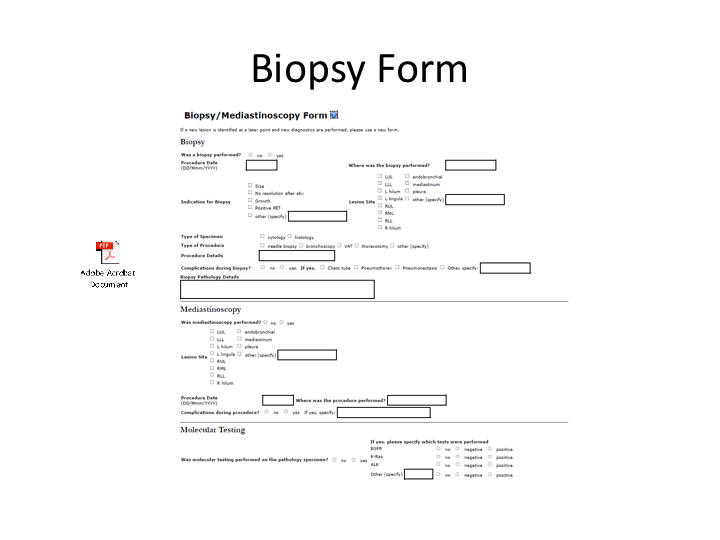 Biopsy Form
Biopsy/Mediastinoscopy Form
If a new lesion is identified at a later point and new diagnostics are performed, please use a new form.
Biopsy
Was a biopsy performed? no yes
Procedure Date Where was the biopsy performed?
(DD/Mmm/YYYY)
LUL endobronchial
Size LLL mediastinum
No resolution after abx L hilum pleura
Indication for Biopsy Growth Lesion Site L lingula other (specify)
Positive PET RUL
other (specify) RML
RLL
R hilum
Type of Specimen cytology histology
Type of Procedure needle biopsy bronchoscopy VAT thoracotomy other (specify)
Procedure Details
Complications during biopsy? no yes. If yes. Chest tube Pneumothorax Pneumonectasis Other, specify:
Biopsy Pathology Details
PDF
Adobe Acrobat
Document
Mediastinoscopy
Was mediastinoscopy performed? no yes
LUL endobronchial
LLL mediastinum
L hilum pleura
Lesion Site L lingula other (specify)
RUL
RML
RLL
R hilum
Procedure Date Where was the procedure performed?
(DD/Mmm/YYYY)
Complications during procedure? no yes If yes, specify:
Molecular Testing
If yes, please specify which tests were performed
EGFR no negative positive
Was molecular testing performed on the pathology specimen? no yes K-Ras no negative positive
ALK no negative positive
Other (specify) no negative positive